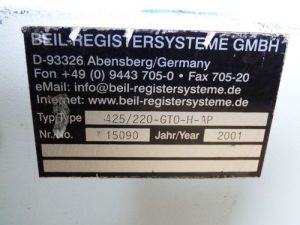 BEIL-REGISTERSYSTEME GMBH
D-93326 Abensberg/Germany
Fon +49 (0) 9443 705-0 • Fax 705-20
eMail: info@beil-registersysteme.de
Internet: www.beil-registersysteme.de
Typ Type 425/220-GTO-H-AP
Nr./No. 15090 Jahr/Year 2001